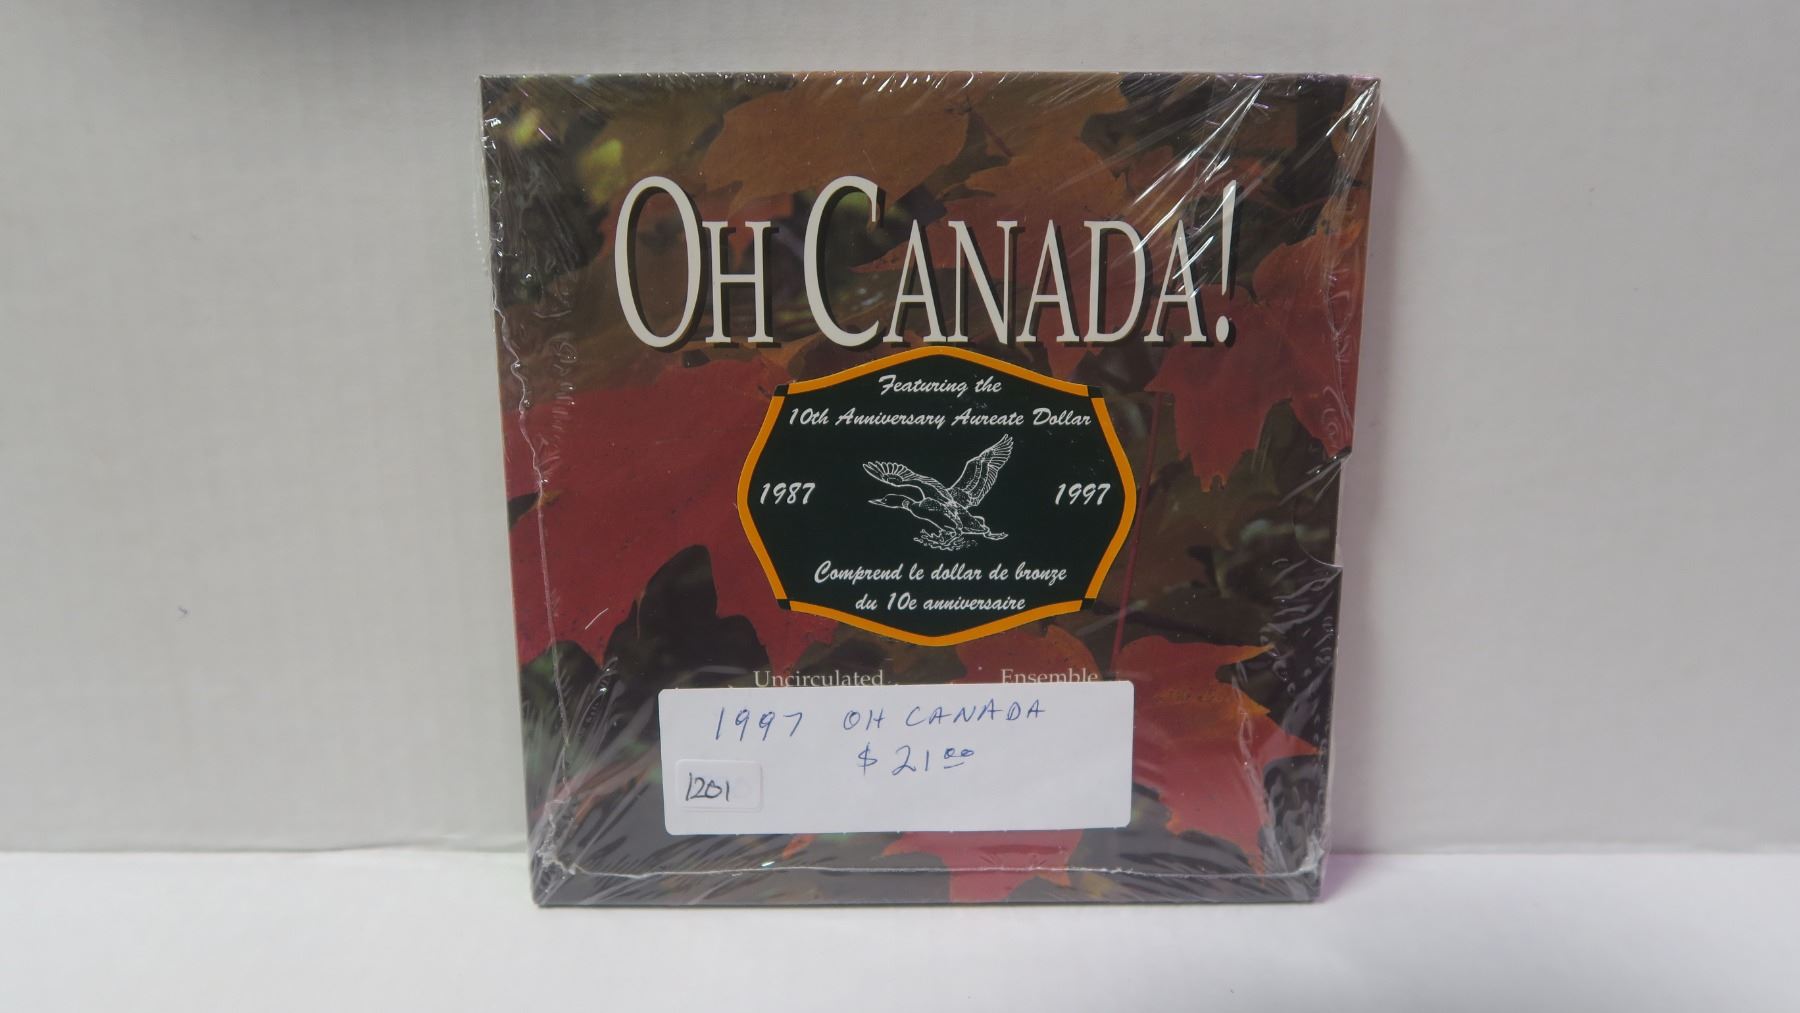 OH CANADA!
Featuring the
10th Anniversary Aureate Dollar
1987 1997
Comprend le dollar de bronze
du 10e anniversaire
Uncirculated Ensemble
1997 OH CANADA
$21.00
1201